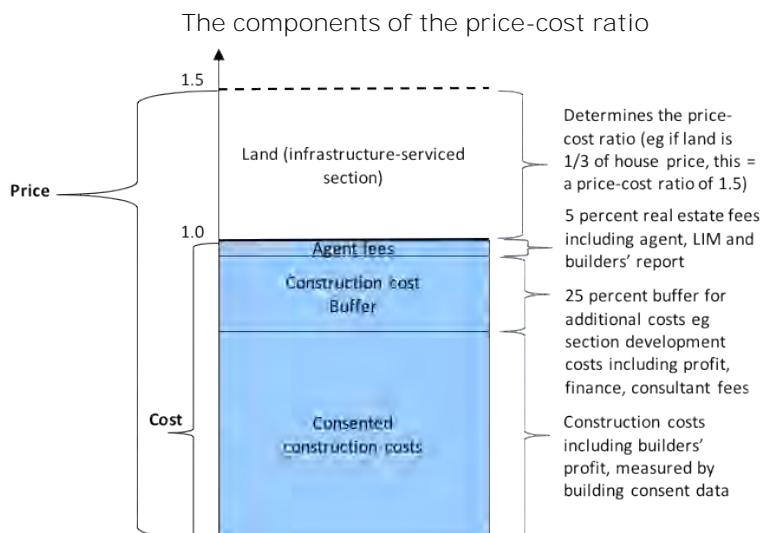 The components of the price-cost ratio
1.5
Land (infrastructure-serviced
section)
Price
1.0
Agent fees
Construction cost
Buffer
Cost
Consented
construction costs
Determines the price-
cost ratio (eg if land is
1/3 of house price, this =
a price-cost ratio of 1.5)
5 percent real estate fees
including agent, LIM and
builders' report
25 percent buffer for
additional costs eg
section development
costs including profit,
finance, consultant fees
Construction costs
including builders'
profit, measured by
building consent data